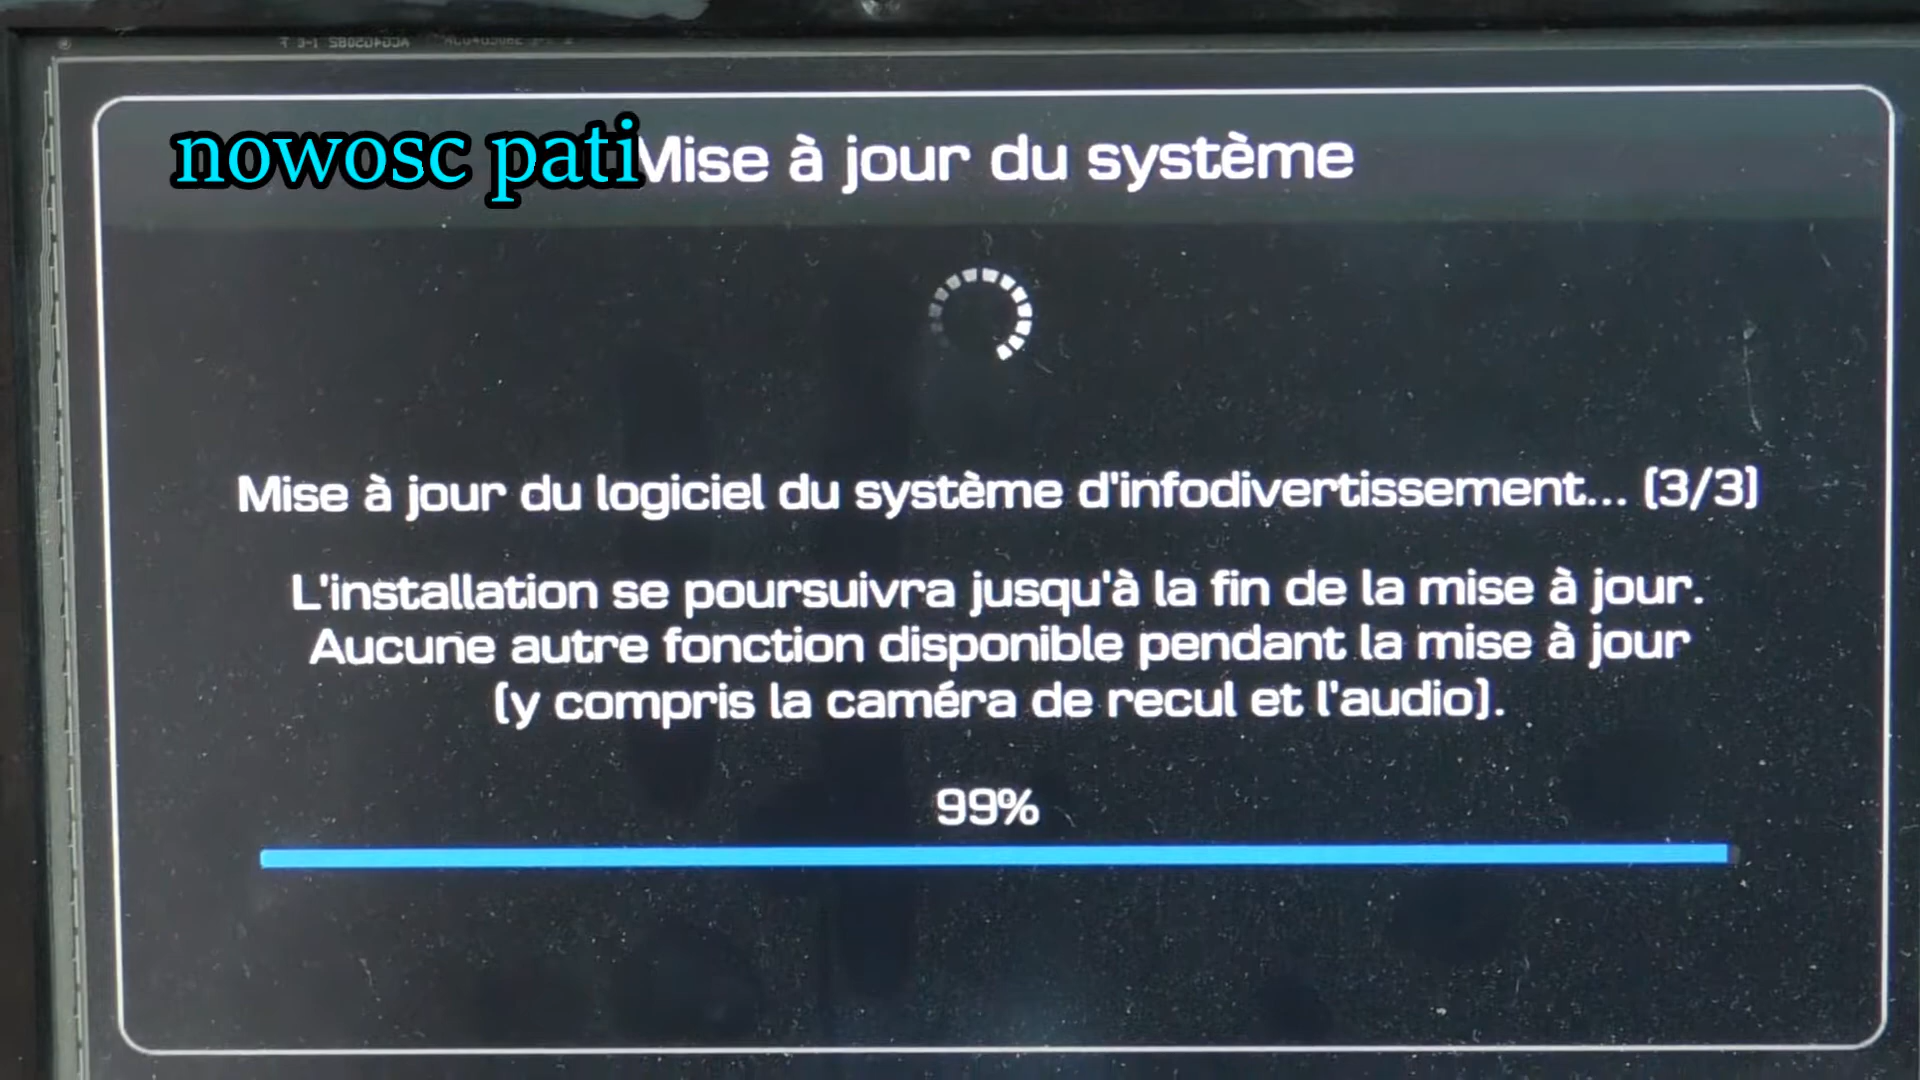 nowosc pati
Mise à jour du système
Mise à jour du logiciel du système d'infodivertissement... (3/3)
L'installation se poursuivra jusqu'à la fin de la mise à jour.
Aucune autre fonction disponible pendant la mise à jour
(y compris la caméra de recul et l'audio).
99%